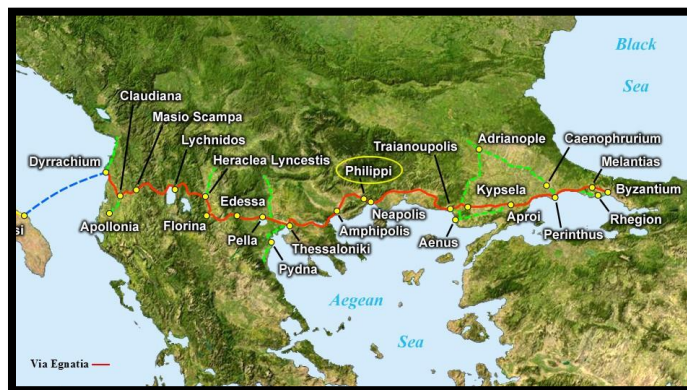 Black
Sea
Claudiana
Masio Scampa
Lychnidos
Dyrrachium
Heraclea Lyncestis
Traianoupolis
Adrianople
Caenophrurium
Melantias
Philippi
Edessa
Kypsela
Byzantium
si
Apollonia
Florina
Pella
Neapolis
Amphipolis
Aproi
Rhegion
Aenus
Perinthus
Thessaloniki
Pydna
Aegean
Sea
Via Egnatia